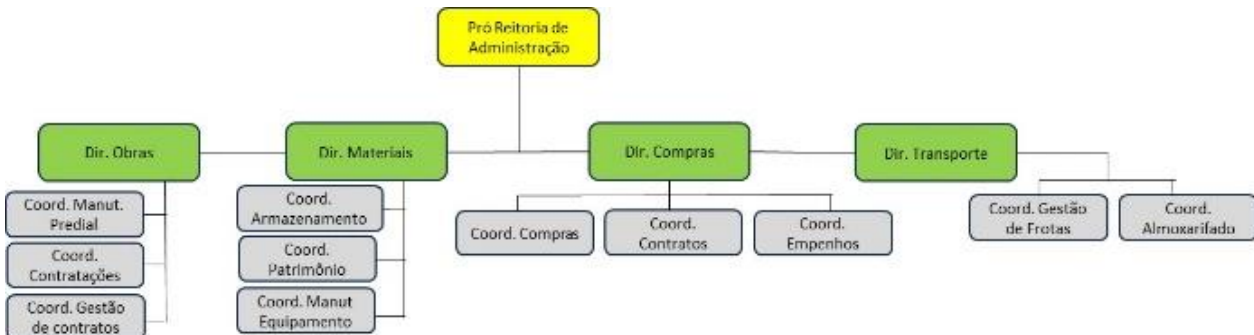 Pró Reitoria de
Administração
Dir. Obras
Dir. Materiais
Dir. Compras
Dir. Transporte
Coord. Manut.
Predial
Coord.
Contratações
Coord. Gestão
de contratos
Coord.
Armazenamento
Coord.
Patrimônio
Coord. Manut
Equipamento
Coord. Compras
Coord.
Contratos
Coord.
Empenhos
Coord. Gestão
de Frotas
Coord.
Almoxarifado